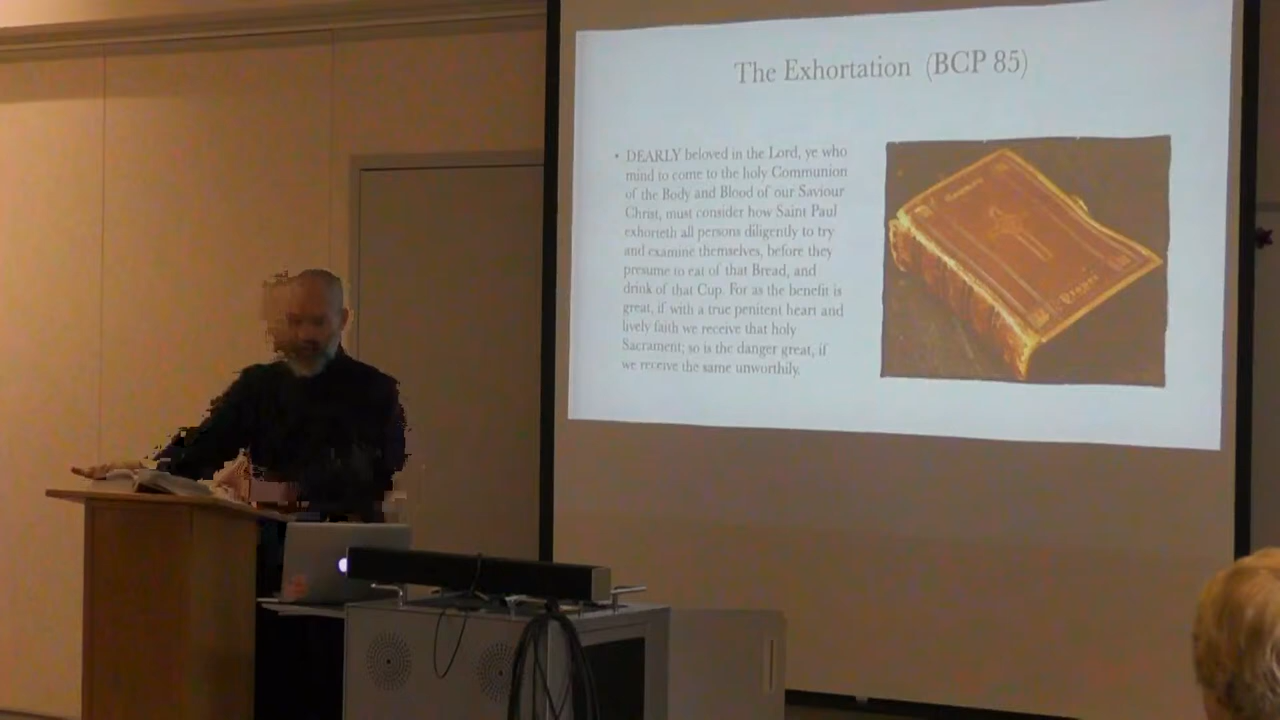 The Exhortation (BCP 85)
• DEARLY beloved in the Lord, ye who
mind to come to the holy Communion
of the Body and Blood of our Saviour
Christ, must consider how Saint Paul
exhorteth all persons diligently to try
and examine themselves, before they
presume to eat of that Bread, and
drink of that Cup. For as the benefit is
great, if with a true penitent heart and
lively faith we receive that holy
Sacrament; so is the danger great, if
we receive the same unworthily.